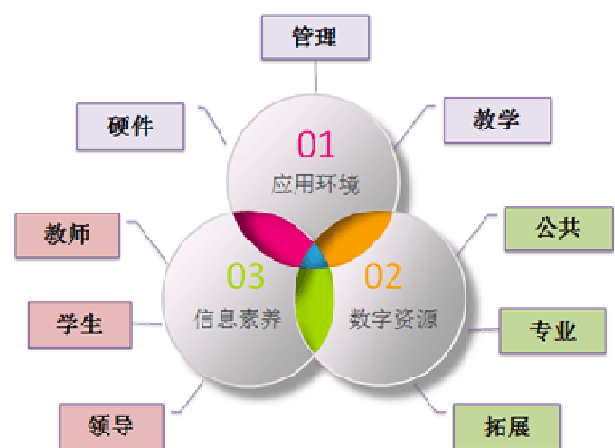 管理
硬件
教学
01
应用环境
教师
公共
03
02
信息素养
数字资源
学生
专业
领导
拓展